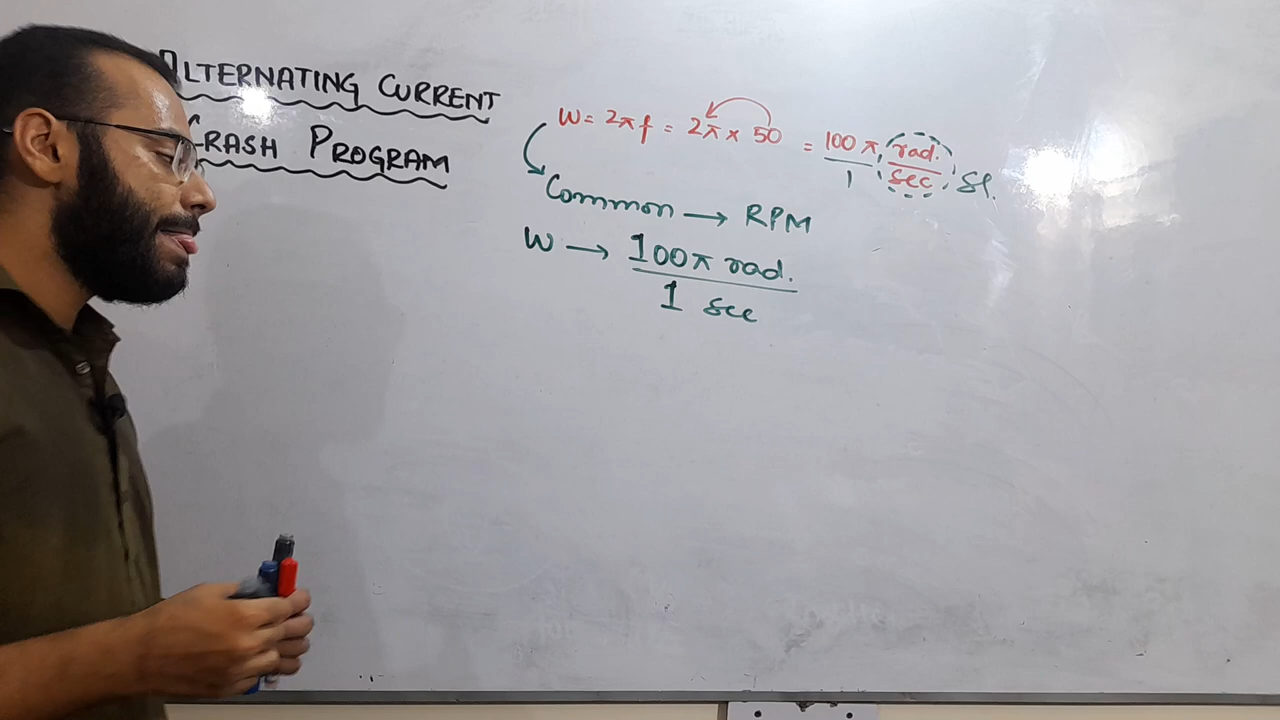 ALTERNATING CURRENT
CRASH PROGRAM
W = 2πf = 2π × 50 = 100π/1 rad./sec SI.
Common → RPM
W → 100π rad.
1 sec